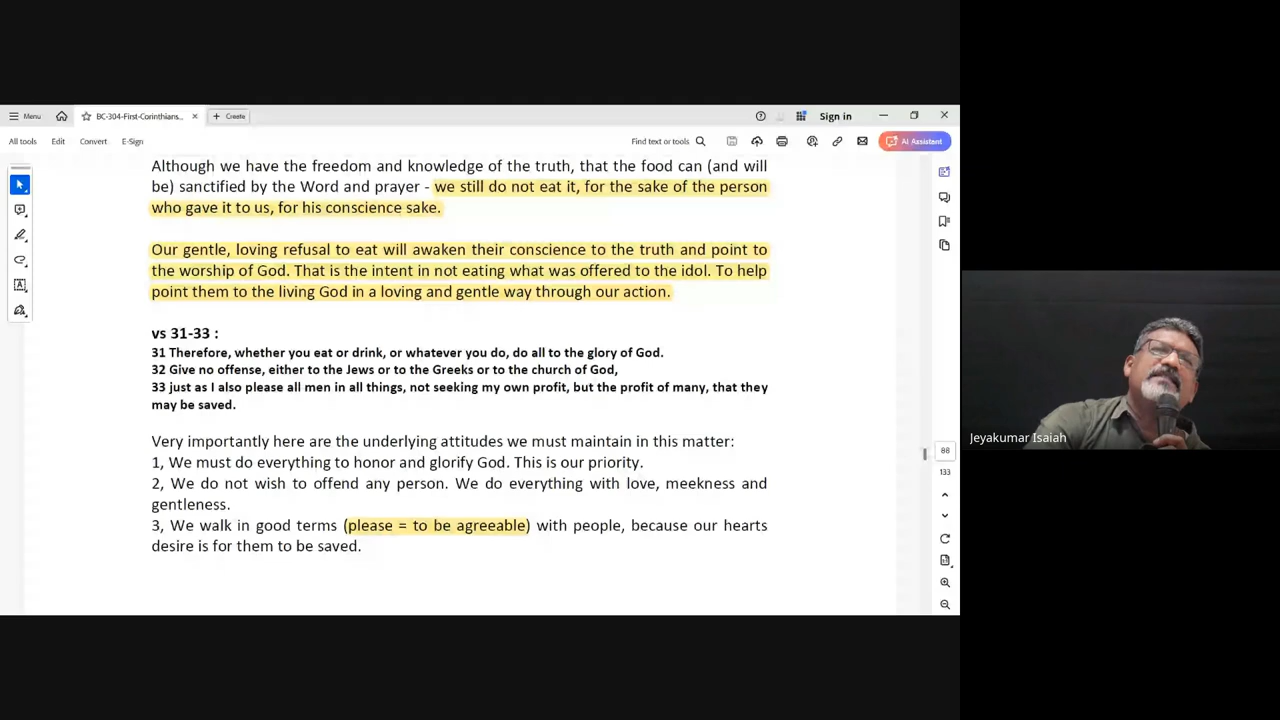 Menu
BC-304-First-Corinthians...
Create
Sign in
All tools
Edit
Convert
E-Sign
Find text or tools
AI Assistant
Although we have the freedom and knowledge of the truth, that the food can (and will
be) sanctified by the Word and prayer - we still do not eat it, for the sake of the person
who gave it to us, for his conscience sake.
Our gentle, loving refusal to eat will awaken their conscience to the truth and point to
the worship of God. That is the intent in not eating what was offered to the idol. To help
point them to the living God in a loving and gentle way through our action.
vs 31-33 :
31 Therefore, whether you eat or drink, or whatever you do, do all to the glory of God.
32 Give no offense, either to the Jews or to the Greeks or to the church of God,
33 just as I also please all men in all things, not seeking my own profit, but the profit of many, that they
may be saved.
Very importantly here are the underlying attitudes we must maintain in this matter:
1, We must do everything to honor and glorify God. This is our priority.
2, We do not wish to offend any person. We do everything with love, meekness and
gentleness.
3, We walk in good terms (please = to be agreeable) with people, because our hearts
desire is for them to be saved.
88
133
Jeyakumar Isaiah